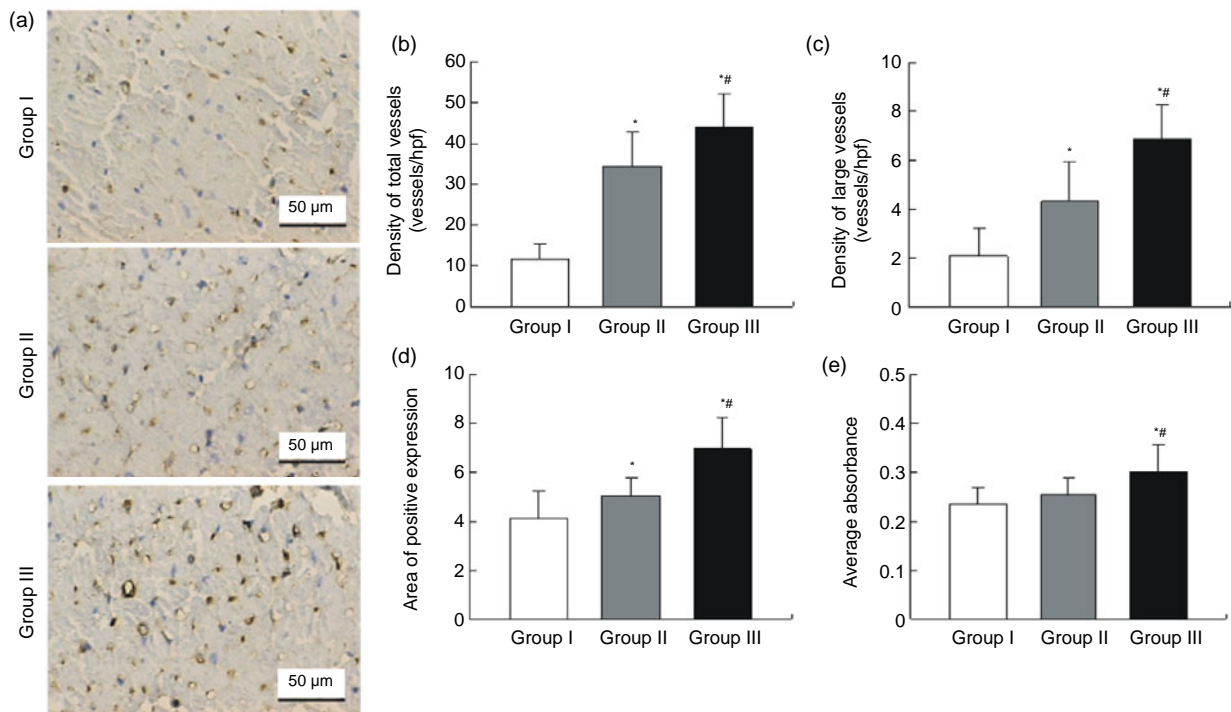 (a)
Group I
50 µm
Group II
50 µm
Group III
50 µm
(b)
Density of total vessels
(vessels/hpf)
60
50
40
30
20
10
0
*
*#
Group I
Group II
Group III
(c)
Density of large vessels
(vessels/hpf)
10
8
6
4
2
0
*
*#
Group I
Group II
Group III
(d)
Area of positive expression
10
8
6
4
2
0
*
*#
Group I
Group II
Group III
(e)
Average absorbance
0.5
0.4
0.3
0.2
0.1
0
*#
Group I
Group II
Group III